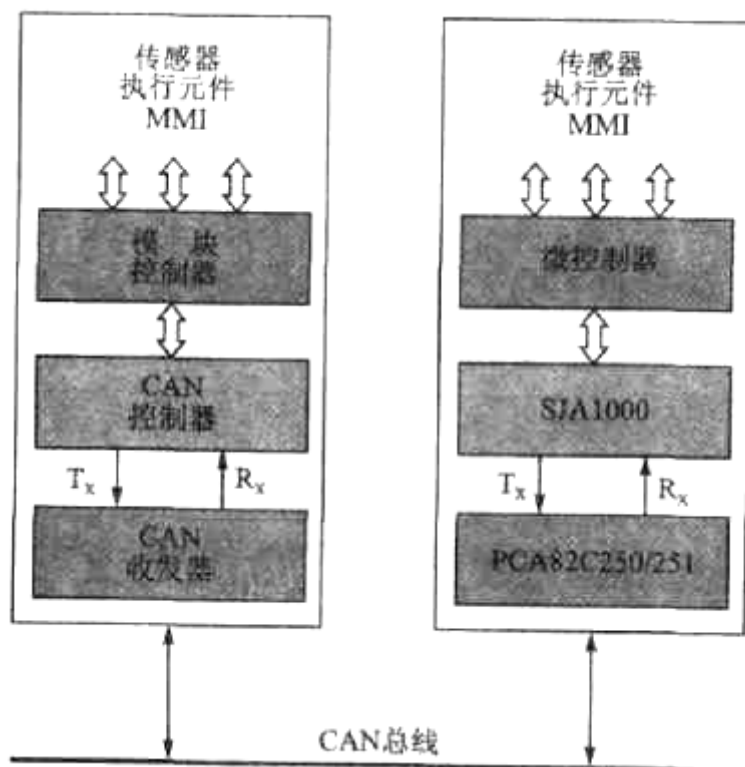 传感器
执行元件
MMI
模 块
控制器
CAN
控制器
Tx
Rx
CAN
收发器
传感器
执行元件
MMI
微控制器
SJA1000
Tx
Rx
PCA82C250/251
CAN总线